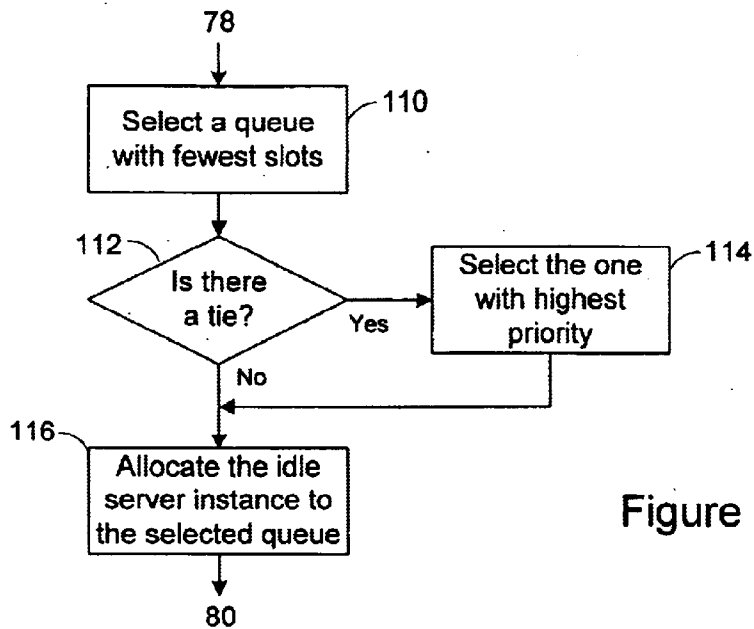 78
110
Select a queue
with fewest slots
112
Is there
a tie?
Yes
No
114
Select the one
with highest
priority
116
Allocate the idle
server instance to
the selected queue
80
Figure